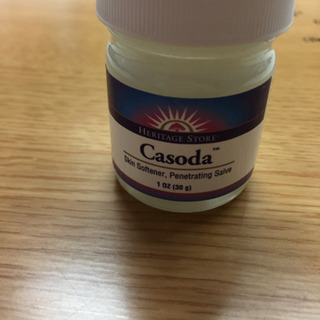 HERITAGE STORE
Casoda™
Skin Softener, Penetrating Salve
1 OZ (30 g)